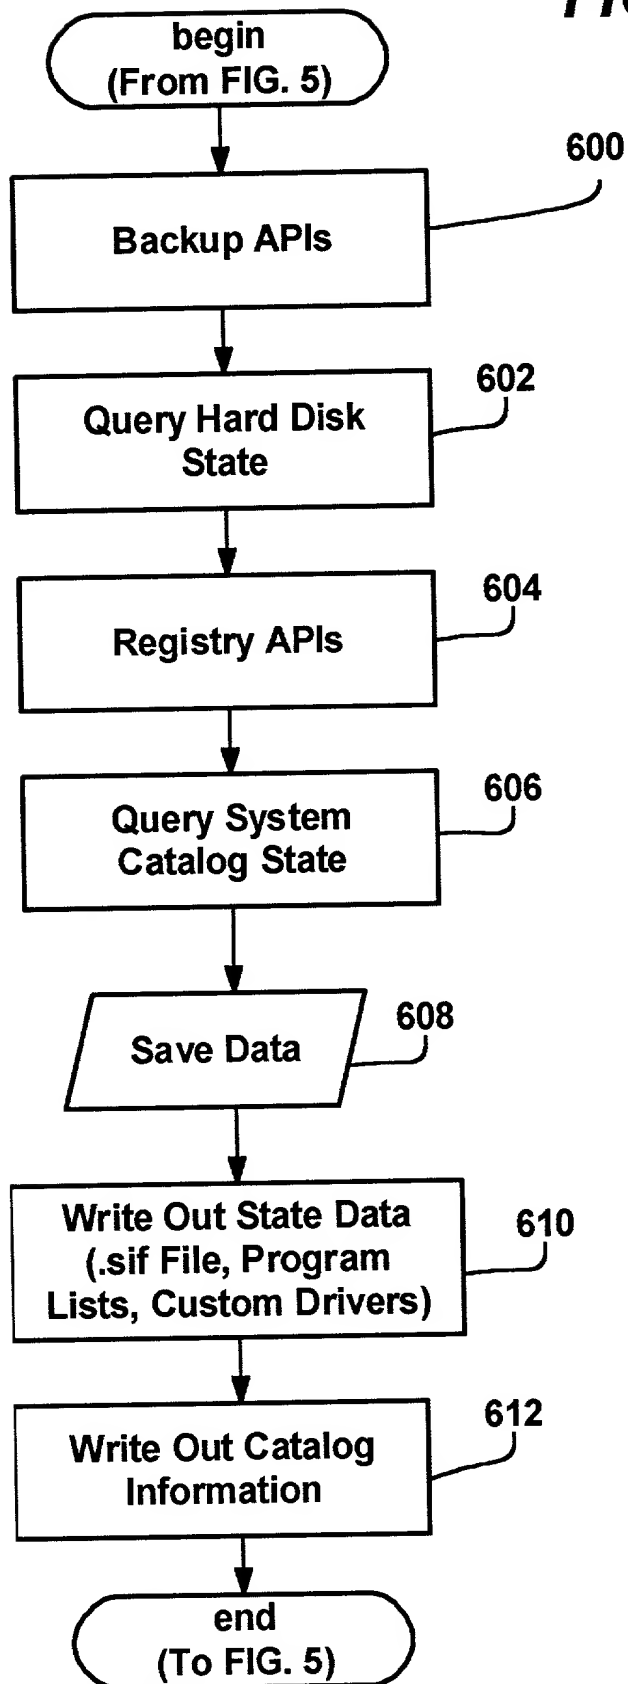 begin
(From FIG. 5)
600
Backup APIs
602
Query Hard Disk
State
604
Registry APIs
606
Query System
Catalog State
608
Save Data
610
Write Out State Data
(.sif File, Program
Lists, Custom Drivers)
612
Write Out Catalog
Information
end
(To FIG. 5)